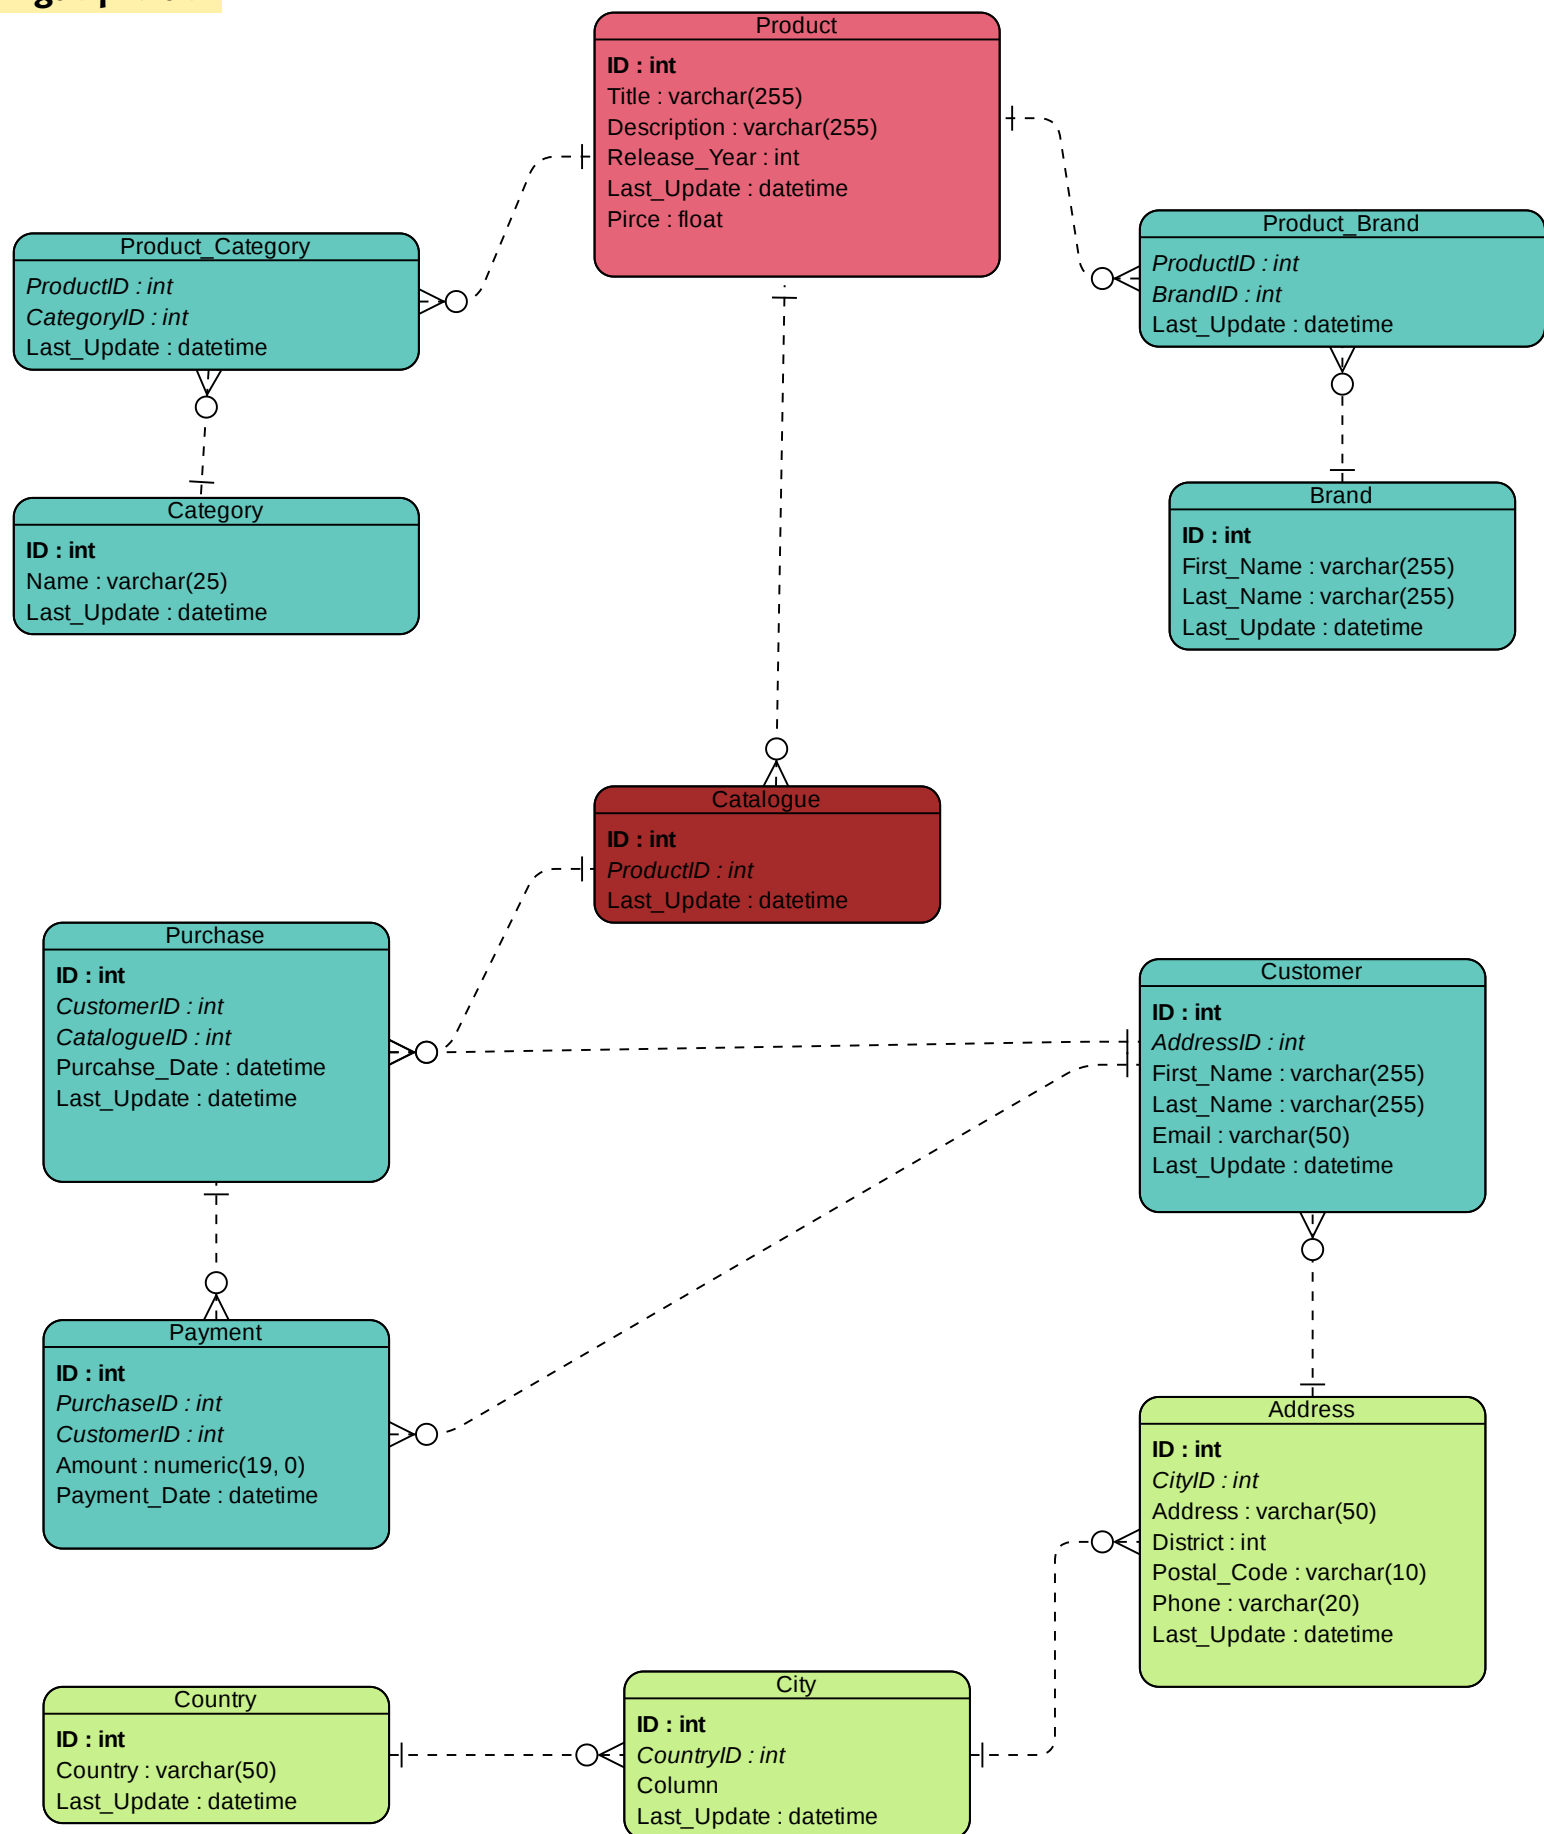 Product
ID : int
Title : varchar(255)
Description : varchar(255)
Release_Year : int
Last_Update : datetime
Pirce : float
Product_Category
ProductID : int
CategoryID : int
Last_Update : datetime
Product_Brand
ProductID : int
BrandID : int
Last_Update : datetime
Category
ID : int
Name : varchar(25)
Last_Update : datetime
Brand
ID : int
First_Name : varchar(255)
Last_Name : varchar(255)
Last_Update : datetime
Catalogue
ID : int
ProductID : int
Last_Update : datetime
Purchase
ID : int
CustomerID : int
CatalogueID : int
Purcahse_Date : datetime
Last_Update : datetime
Customer
ID : int
AddressID : int
First_Name : varchar(255)
Last_Name : varchar(255)
Email : varchar(50)
Last_Update : datetime
Payment
ID : int
PurchaseID : int
CustomerID : int
Amount : numeric(19, 0)
Payment_Date : datetime
Address
ID : int
CityID : int
Address : varchar(50)
District : int
Postal_Code : varchar(10)
Phone : varchar(20)
Last_Update : datetime
Country
ID : int
Country : varchar(50)
Last_Update : datetime
City
ID : int
CountryID : int
Column
Last_Update : datetime